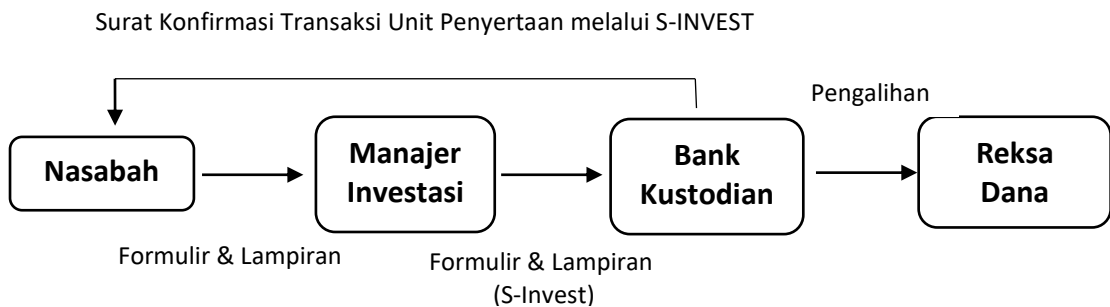 Surat Konfirmasi Transaksi Unit Penyertaan melalui S-INVEST
Pengalihan
Nasabah
Manajer
Investasi
Bank
Kustodian
Reksa
Dana
Formulir & Lampiran
Formulir & Lampiran
(S-Invest)